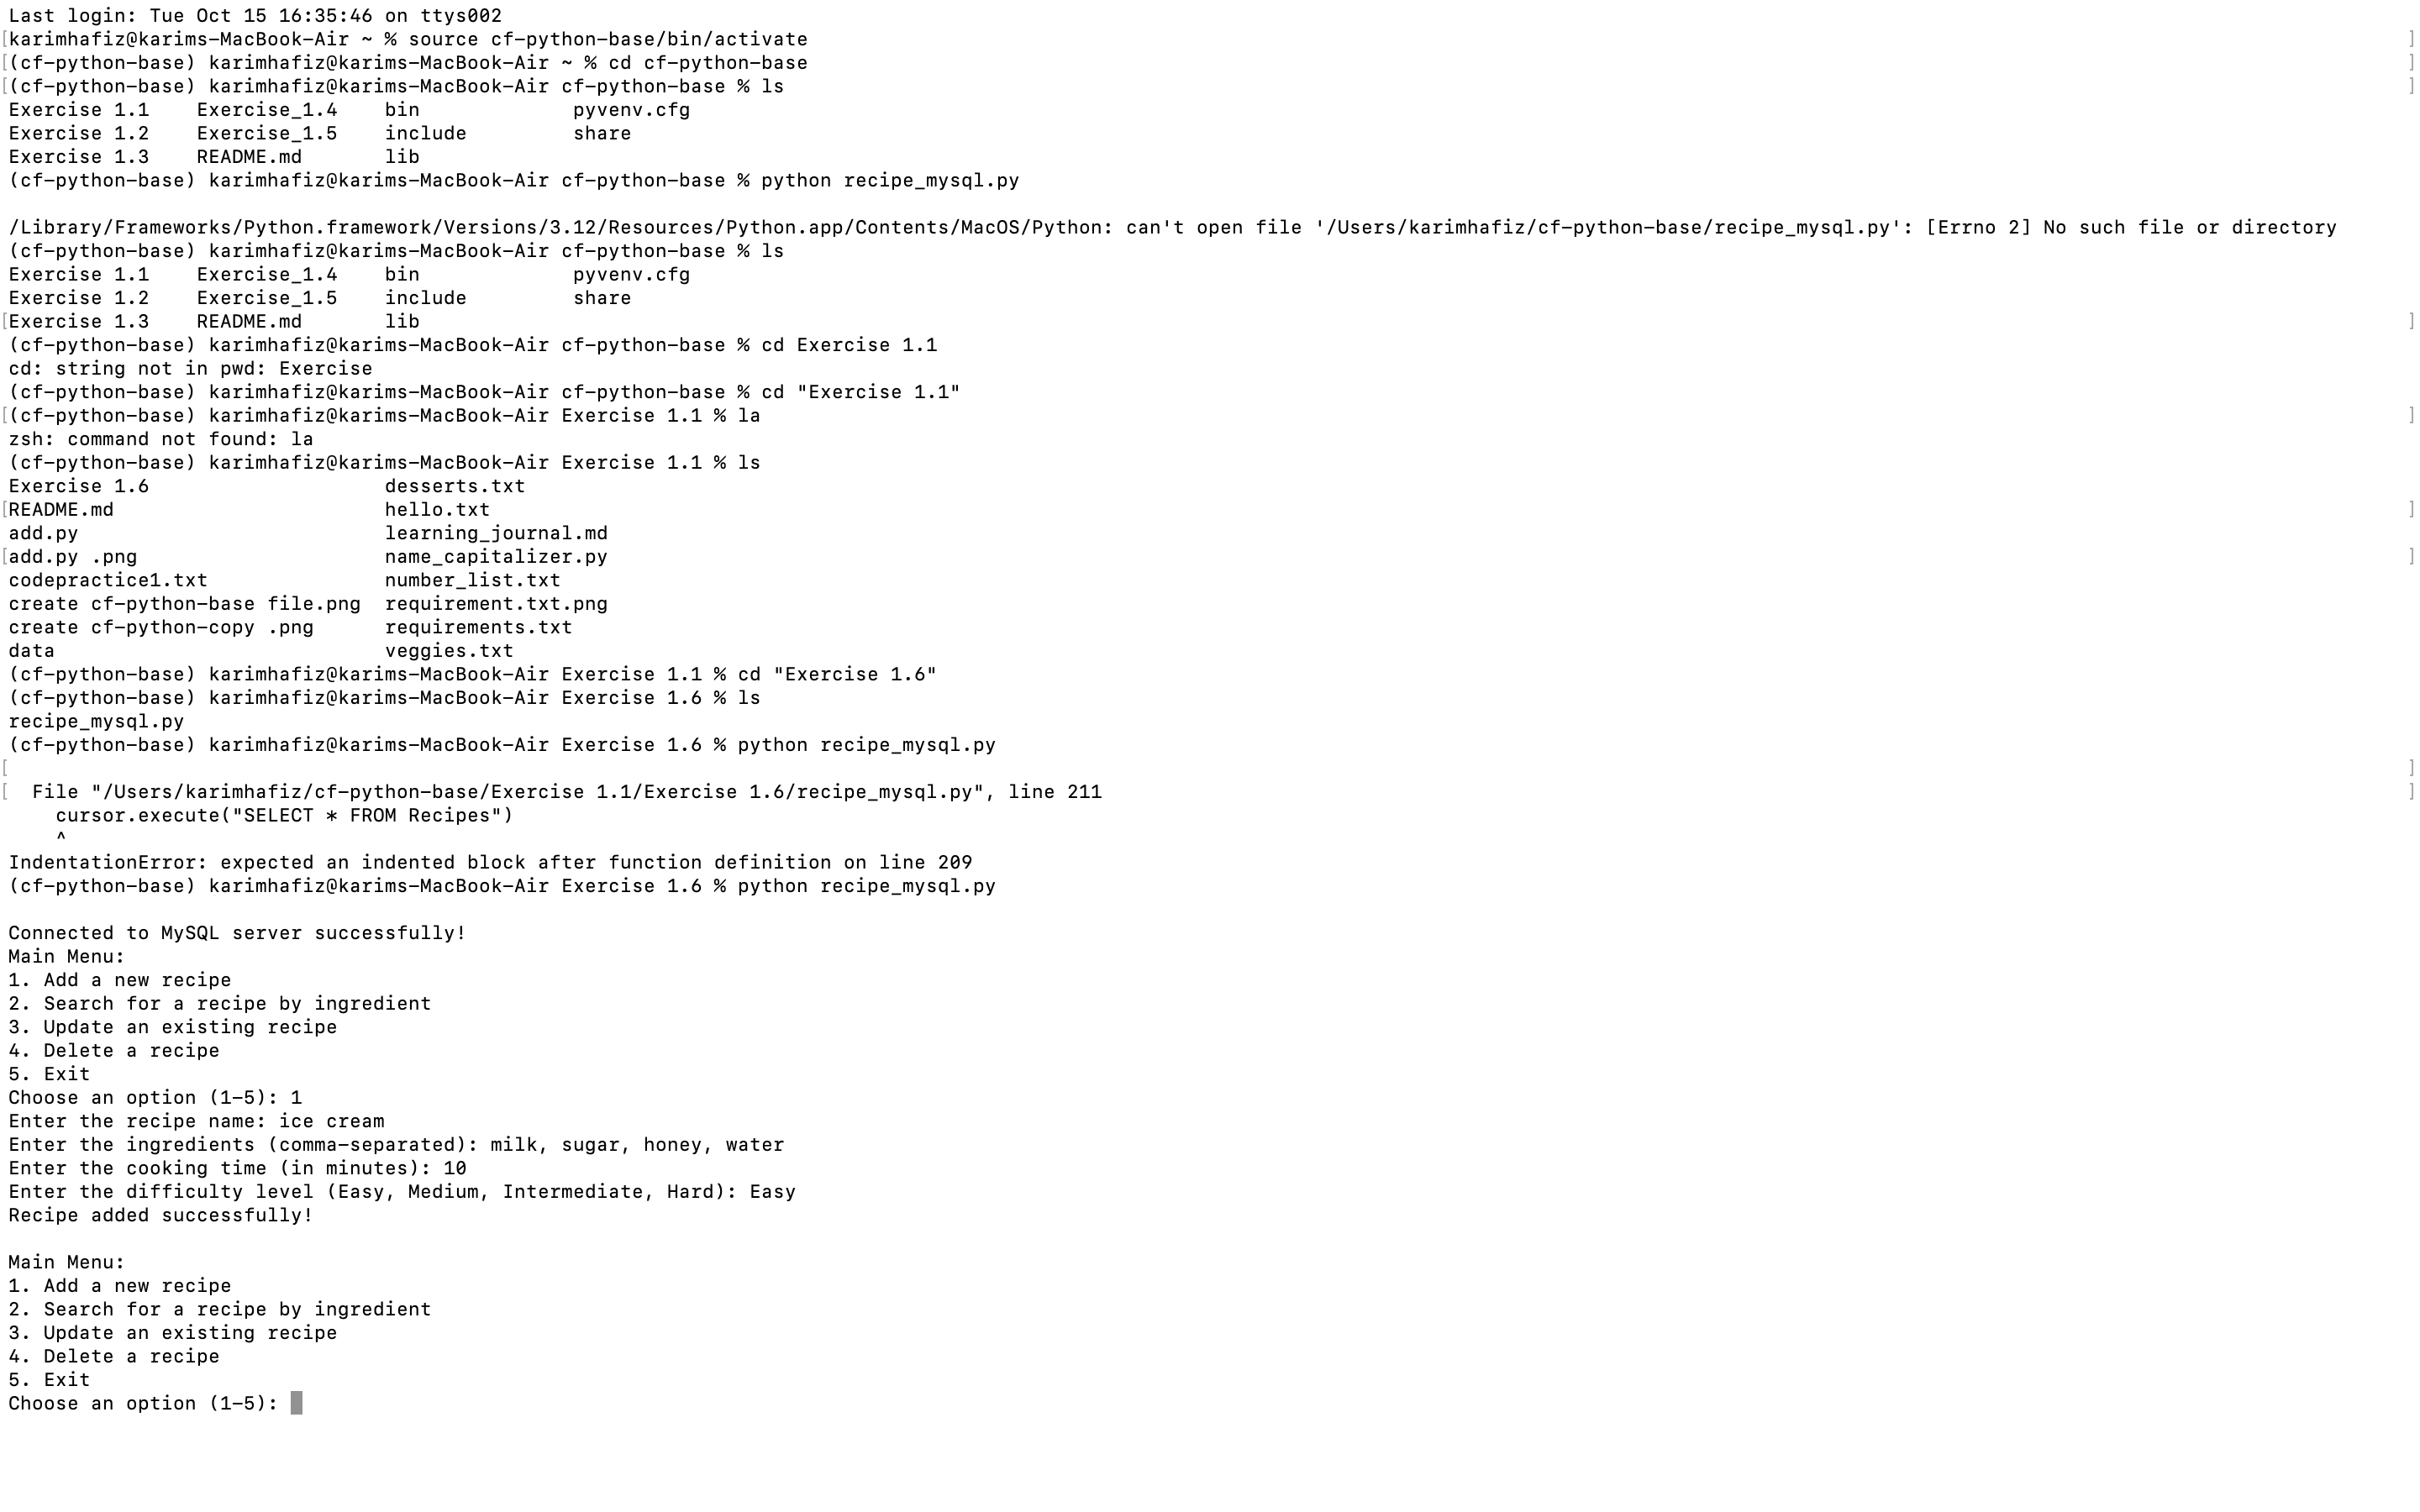 Last login: Tue Oct 15 16:35:46 on ttys002
[karimhafiz@karims-MacBook-Air ~ % source cf-python-base/bin/activate ]
[(cf-python-base) karimhafiz@karims-MacBook-Air ~ % cd cf-python-base ]
[(cf-python-base) karimhafiz@karims-MacBook-Air cf-python-base % ls ]
Exercise 1.1    Exercise_1.4    bin             pyvenv.cfg
Exercise 1.2    Exercise_1.5    include         share
Exercise 1.3    README.md       lib
(cf-python-base) karimhafiz@karims-MacBook-Air cf-python-base % python recipe_mysql.py
/Library/Frameworks/Python.framework/Versions/3.12/Resources/Python.app/Contents/MacOS/Python: can't open file '/Users/karimhafiz/cf-python-base/recipe_mysql.py': [Errno 2] No such file or directory
(cf-python-base) karimhafiz@karims-MacBook-Air cf-python-base % ls
Exercise 1.1    Exercise_1.4    bin             pyvenv.cfg
Exercise 1.2    Exercise_1.5    include         share
[Exercise 1.3    README.md       lib ]
(cf-python-base) karimhafiz@karims-MacBook-Air cf-python-base % cd Exercise 1.1
cd: string not in pwd: Exercise
(cf-python-base) karimhafiz@karims-MacBook-Air cf-python-base % cd "Exercise 1.1"
[(cf-python-base) karimhafiz@karims-MacBook-Air Exercise 1.1 % la ]
zsh: command not found: la
(cf-python-base) karimhafiz@karims-MacBook-Air Exercise 1.1 % ls
Exercise 1.6                    desserts.txt
[README.md                       hello.txt ]
add.py                          learning_journal.md
[add.py .png                     name_capitalizer.py ]
codepractice1.txt               number_list.txt
create cf-python-base file.png  requirement.txt.png
create cf-python-copy .png      requirements.txt
data                            veggies.txt
(cf-python-base) karimhafiz@karims-MacBook-Air Exercise 1.1 % cd "Exercise 1.6"
(cf-python-base) karimhafiz@karims-MacBook-Air Exercise 1.6 % ls
recipe_mysql.py
(cf-python-base) karimhafiz@karims-MacBook-Air Exercise 1.6 % python recipe_mysql.py
[ ]
[  File "/Users/karimhafiz/cf-python-base/Exercise 1.1/Exercise 1.6/recipe_mysql.py", line 211 ]
    cursor.execute("SELECT * FROM Recipes")
    ^
IndentationError: expected an indented block after function definition on line 209
(cf-python-base) karimhafiz@karims-MacBook-Air Exercise 1.6 % python recipe_mysql.py
Connected to MySQL server successfully!
Main Menu:
1. Add a new recipe
2. Search for a recipe by ingredient
3. Update an existing recipe
4. Delete a recipe
5. Exit
Choose an option (1-5): 1
Enter the recipe name: ice cream
Enter the ingredients (comma-separated): milk, sugar, honey, water
Enter the cooking time (in minutes): 10
Enter the difficulty level (Easy, Medium, Intermediate, Hard): Easy
Recipe added successfully!
Main Menu:
1. Add a new recipe
2. Search for a recipe by ingredient
3. Update an existing recipe
4. Delete a recipe
5. Exit
Choose an option (1-5):